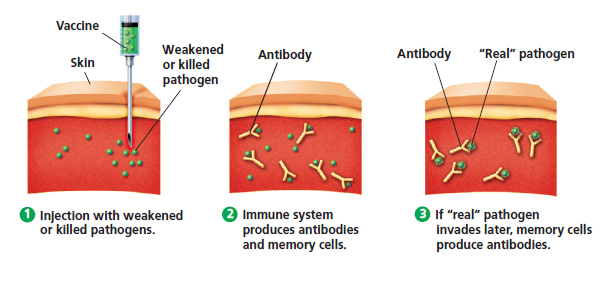 Vaccine
Skin
Weakened
or killed
pathogen
Antibody
Antibody
“Real” pathogen
1 Injection with weakened
or killed pathogens.
2 Immune system
produces antibodies
and memory cells.
3 If “real” pathogen
invades later, memory cells
produce antibodies.